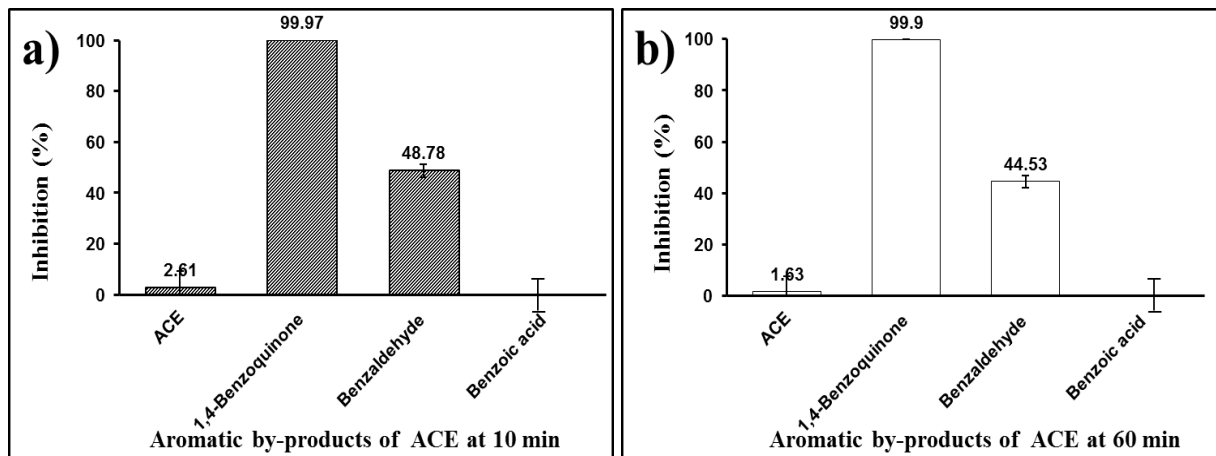 a)
99.97
100
80
60
48.78
40
20
2.61
0
Inhibition (%)
ACE
1,4-Benzoquinone
Benzaldehyde
Benzoic acid
Aromatic by-products of ACE at 10 min
b)
99.9
100
80
60
44.53
40
20
1.63
0
Inhibition (%)
ACE
1,4-Benzoquinone
Benzaldehyde
Benzoic acid
Aromatic by-products of ACE at 60 min